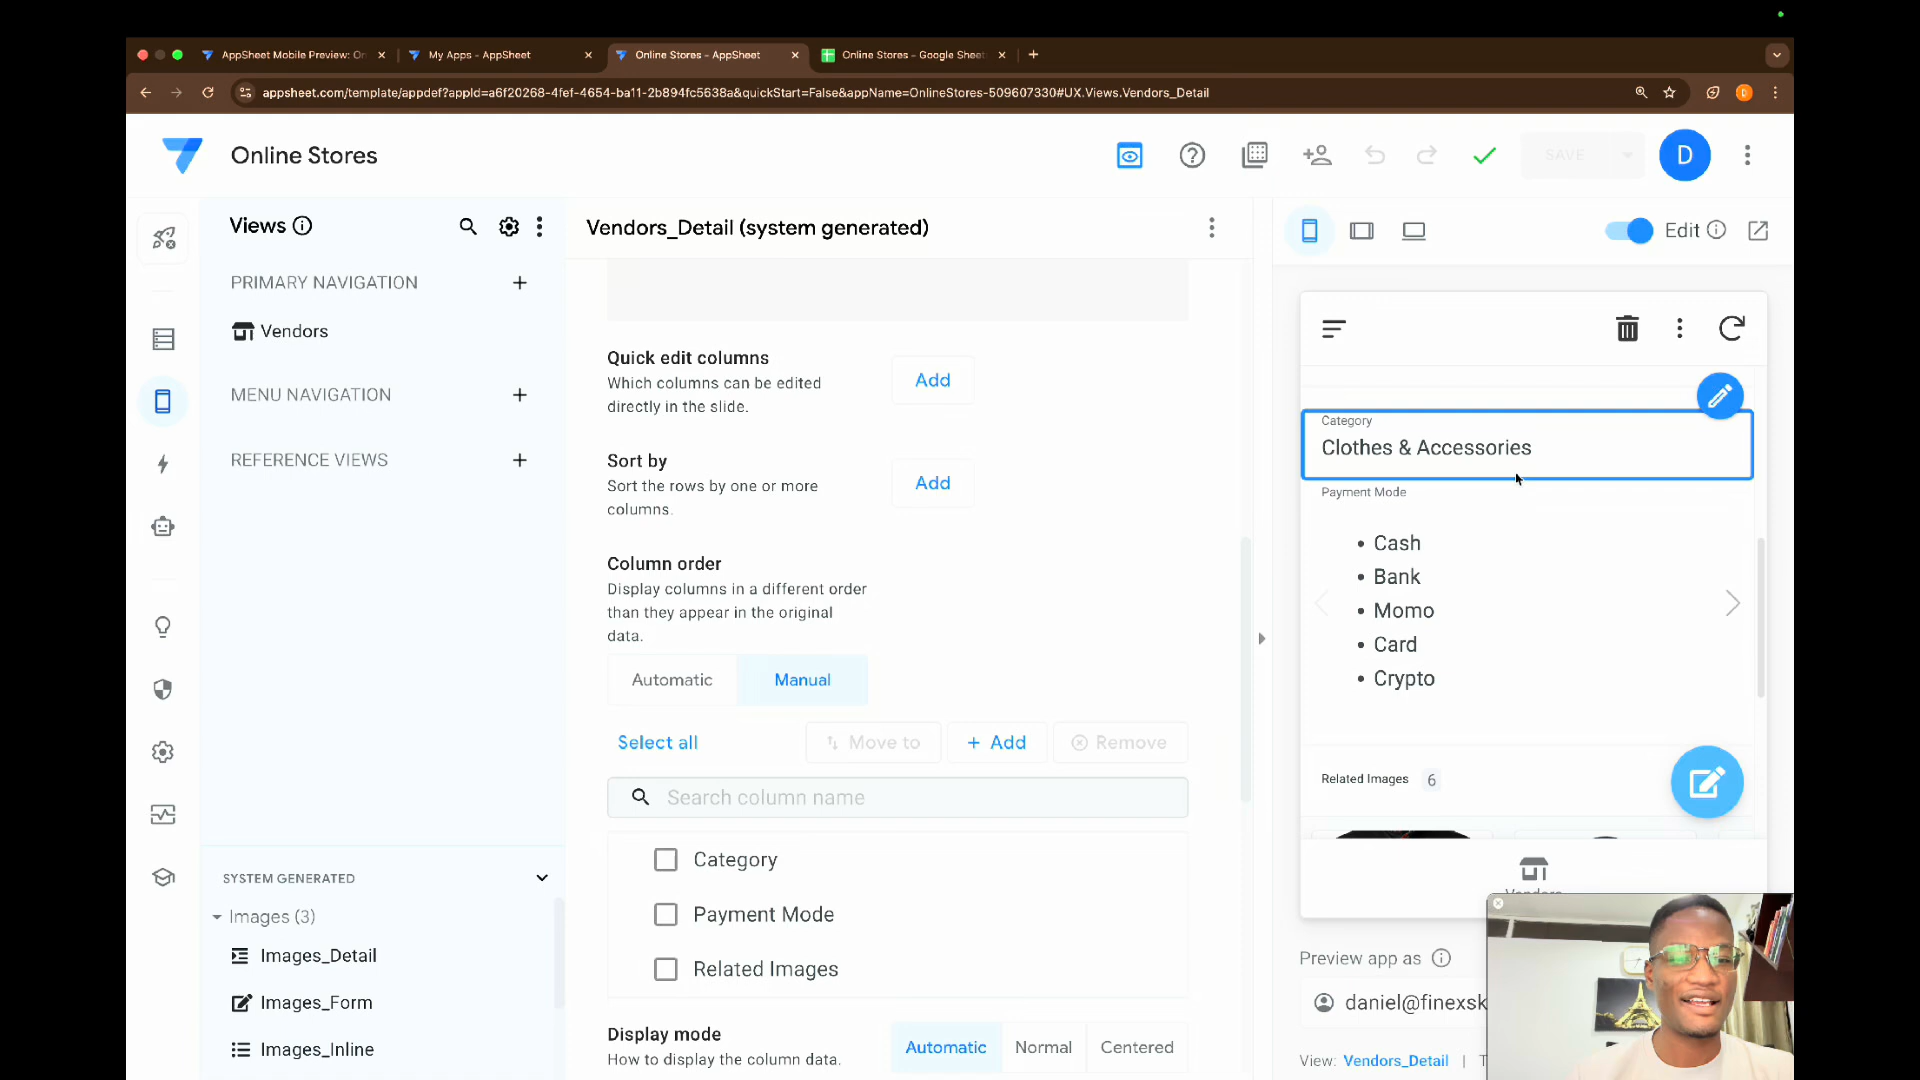 AppSheet Mobile Preview: On
My Apps - AppSheet
Online Stores - AppSheet
Online Stores - Google Sheet
appsheet.com/template/appdef?appId=a6f20268-4fef-4654-ba11-2b894fc5638a&quickStart=False&appName=OnlineStores-509607330#UX.Views.Vendors_Detail
D
Online Stores
SAVE
D
Views
PRIMARY NAVIGATION
Vendors
MENU NAVIGATION
REFERENCE VIEWS
SYSTEM GENERATED
Images (3)
Images_Detail
Images_Form
Images_Inline
Vendors_Detail (system generated)
Quick edit columns
Which columns can be edited
directly in the slide.
Add
Sort by
Sort the rows by one or more
columns.
Add
Column order
Display columns in a different order
than they appear in the original
data.
Automatic
Manual
Select all
Move to
Add
Remove
Search column name
Category
Payment Mode
Related Images
Display mode
How to display the column data.
Automatic
Normal
Centered
Edit
Category
Clothes & Accessories
Payment Mode
• Cash
• Bank
• Momo
• Card
• Crypto
Related Images 6
Vendors
Preview app as
daniel@finexsk
View: Vendors_Detail |